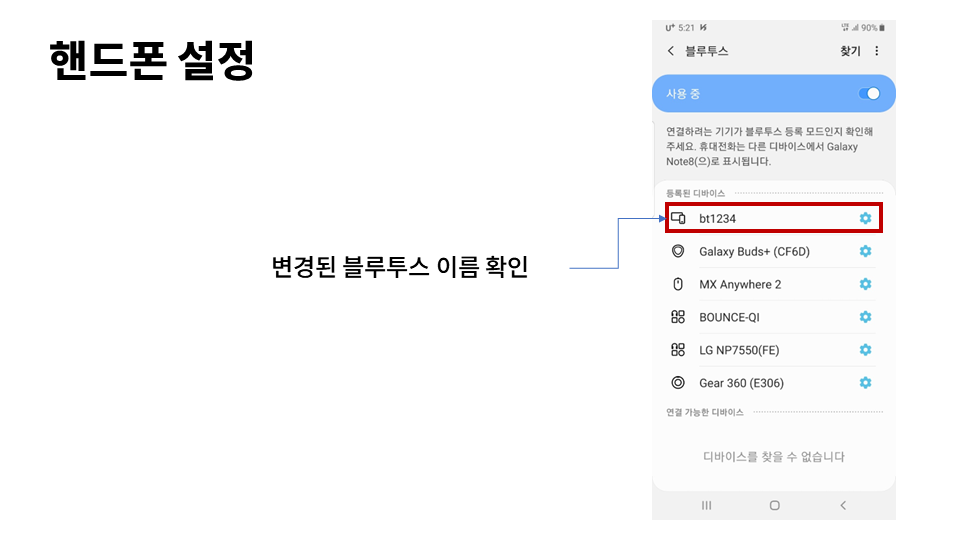 핸드폰 설정
변경된 블루투스 이름 확인
U+ 5:21
90%
블루투스
찾기
사용 중
연결하려는 기기가 블루투스 등록 모드인지 확인해
주세요. 휴대전화는 다른 디바이스에서 Galaxy
Note8(으)로 표시됩니다.
등록된 디바이스
bt1234
Galaxy Buds+ (CF6D)
MX Anywhere 2
BOUNCE-QI
LG NP7550(FE)
Gear 360 (E306)
연결 가능한 디바이스
디바이스를 찾을 수 없습니다